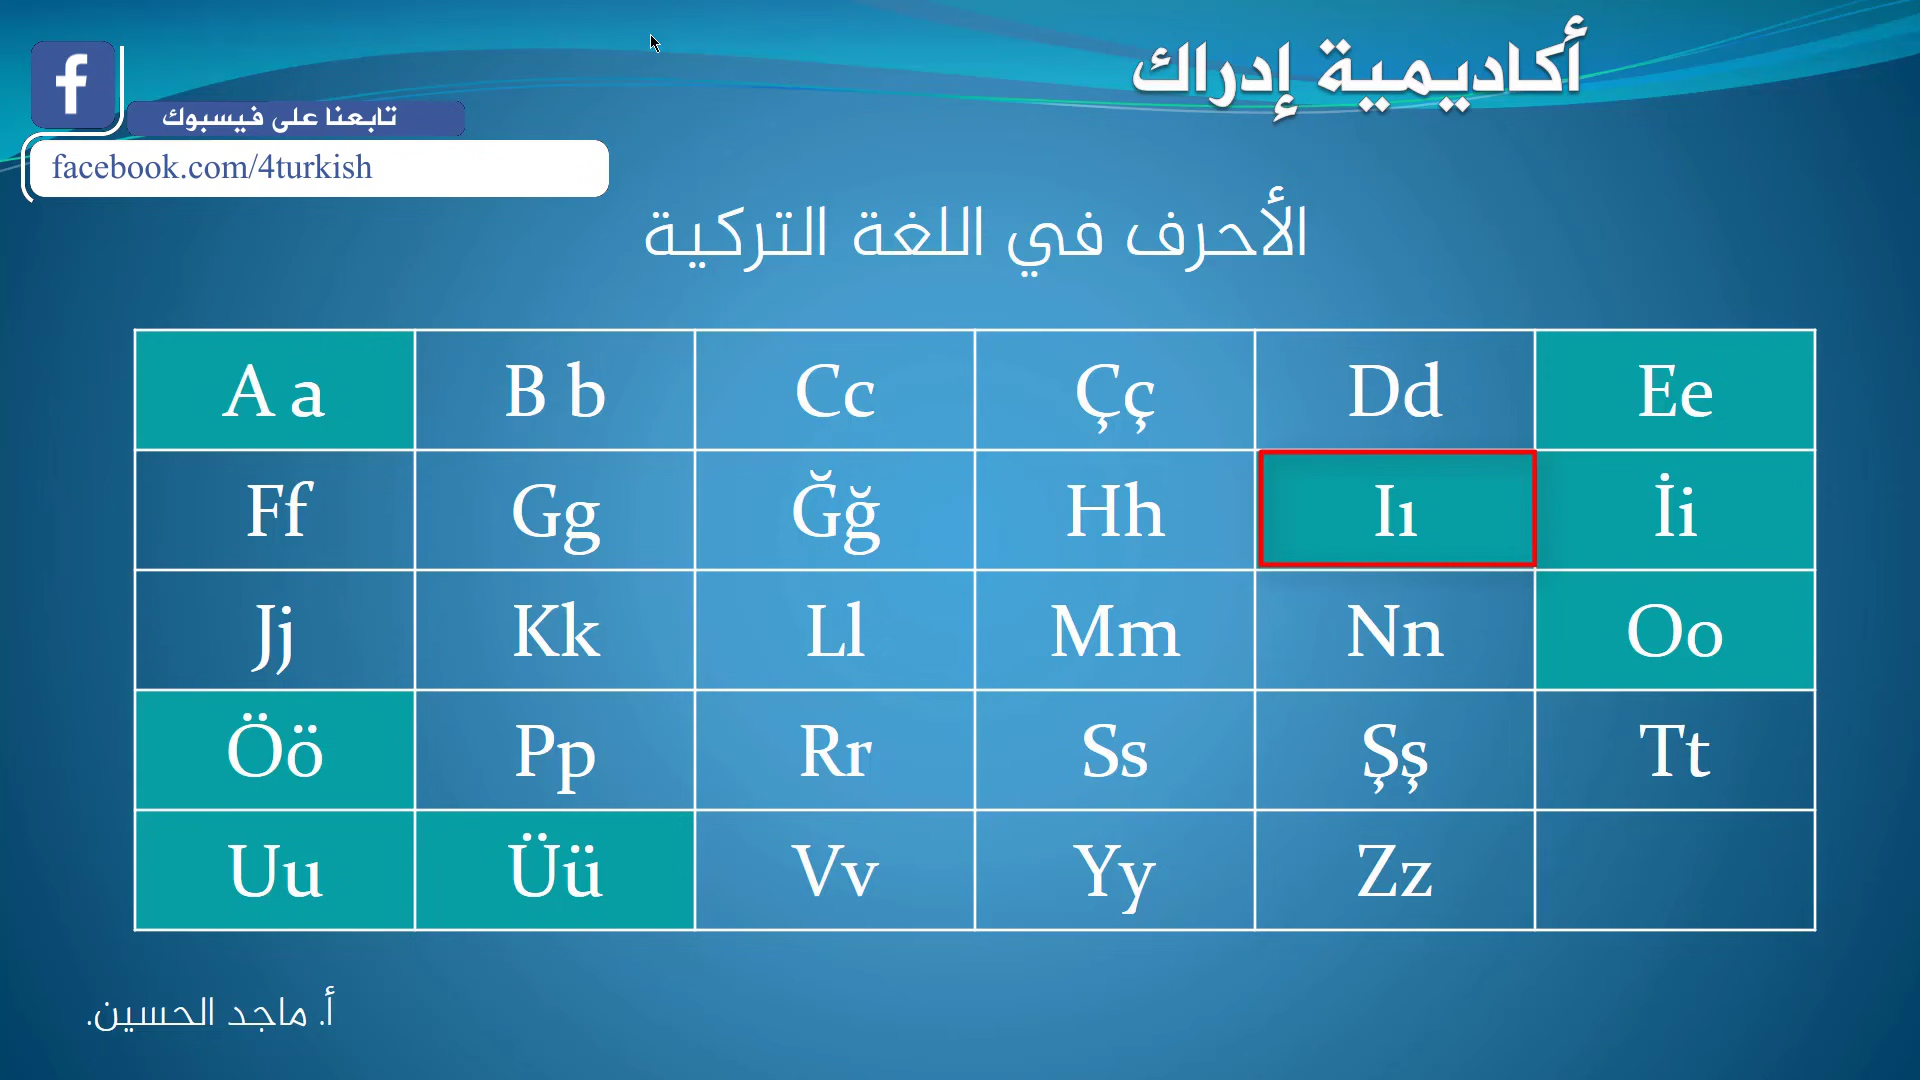 أكاديمية إدراك
تابعنا على فيسبوك
facebook.com/4turkish
الأحرف في اللغة التركية
A a B b Cc Çç Dd Ee
Ff Gg Ğğ Hh Iı İi
Jj Kk Ll Mm Nn Oo
Öö Pp Rr Ss Şş Tt
Uu Üü Vv Yy Zz
أ. ماجد الحسين.